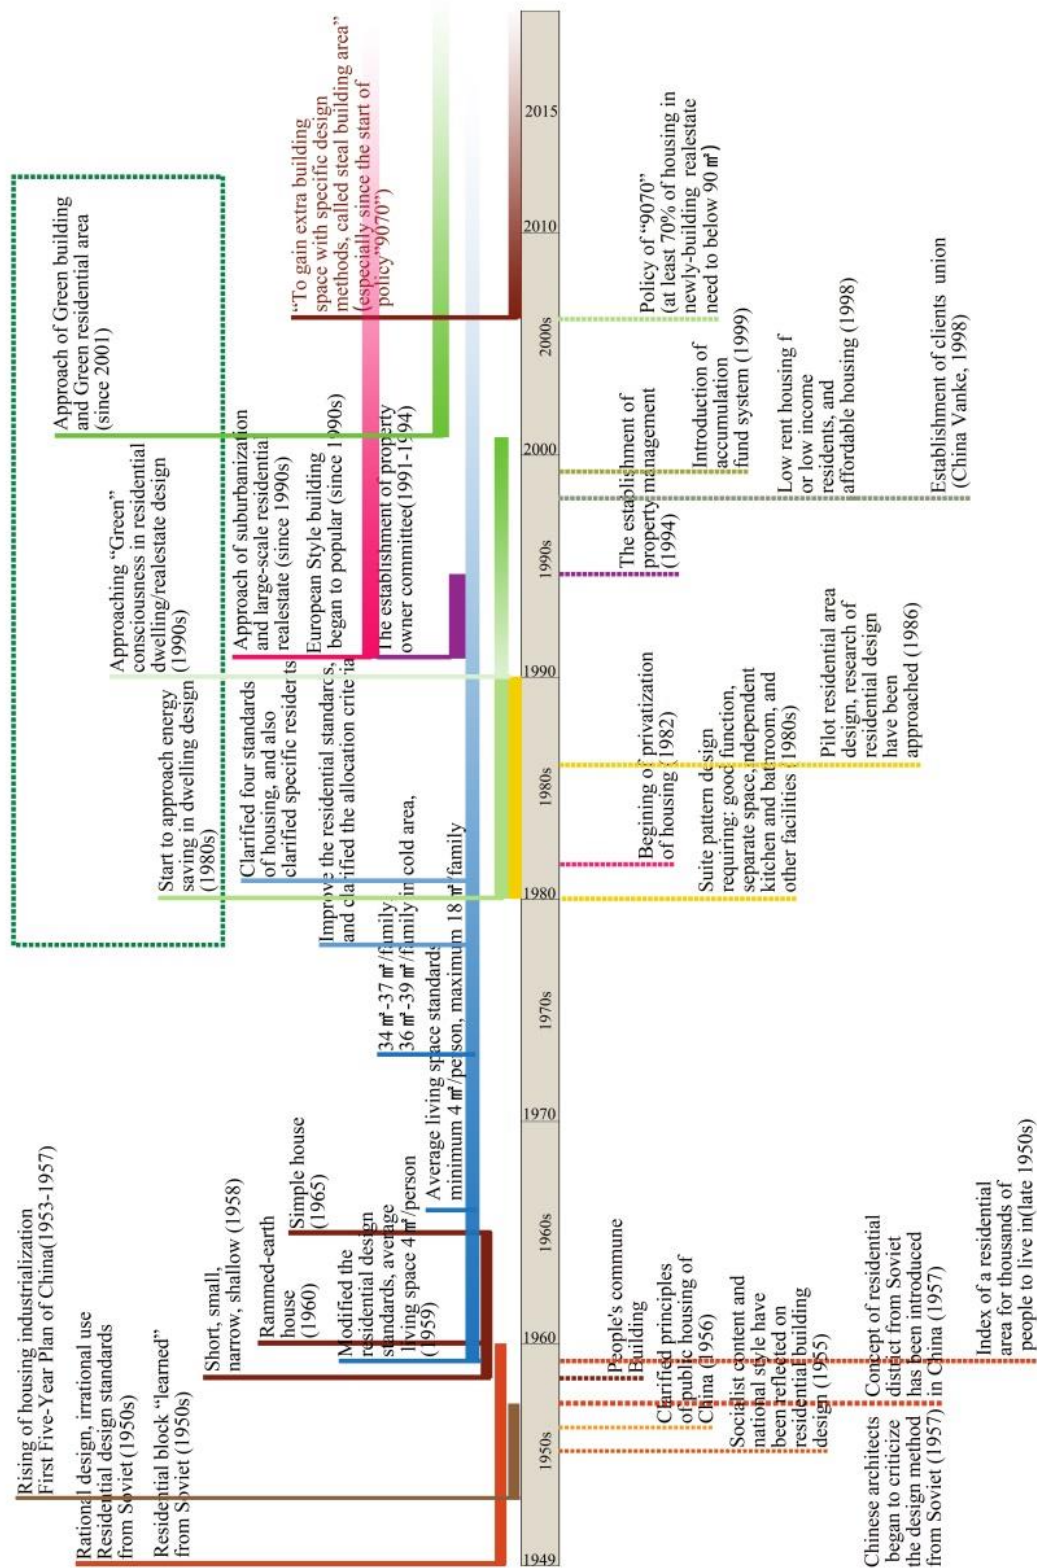 Rising of housing industrialization
First Five-Year Plan of China(1953-1957)
Rational design, irrational use
Residential design standards
from Soviet (1950s)
Residential block “learned”
from Soviet (1950s)
Short, small,
narrow, shallow (1958)
Rammed-earth
house
(1960)
Simple house
(1965)
Modified the
residential design
standards, average
living space 4㎡/person
(1959)
Average living space standards
minimum 4㎡/person, maximum 18㎡/family
34㎡-37㎡/family
36㎡-39㎡/family in cold area,
Improve the residential standards,
and clarified the allocation criteria
Clarified four standards
of housing, and also
clarified specific residents
Start to approach energy
saving in dwelling design
(1980s)
Approaching “Green”
consciousness in residential
dwelling/realestate design
(1990s)
Approach of suburbanization
and large-scale residential
realestate (since 1990s)
European Style building
began to popular (since 1990s)
The establishment of property
owner committee(1991-1994)
Approach of Green building
and Green residential area
(since 2001)
“To gain extra building
space with specific design
methods, called steal building area”
(especially since the start of
policy”9070”)
1949
1950s
1960
1960s
1970
1970s
1980
1980s
1990
1990s
2000
2000s
2010
2015
People's commune
Building
Clarified principles
of public housing of
China (1956)
Socialist content and
national style have
been reflected on
residential building
design (1955)
Chinese architects
began to criticize
the design method
from Soviet (1957)
Concept of residential
district from Soviet
has been introduced
in China (1957)
Index of a residential
area for thousands of
people to live in(late 1950s)
Begining of privatization
of housing (1982)
Suite pattern design
requiring: good function,
separate space,independent
kitchen and bathroom, and
other facilities (1980s)
Pilot residential area
design, research of
residential design
have been
approached (1986)
The establishment of
property management
(1994)
Introduction of
accumulation
fund system (1999)
Low rent housing f
or low income
residents, and
affordable housing (1998)
Establishment of clients union
(China Vanke, 1998)
Policy of “9070”
(at least 70% of housing in
newly-building realestate
need to below 90㎡)